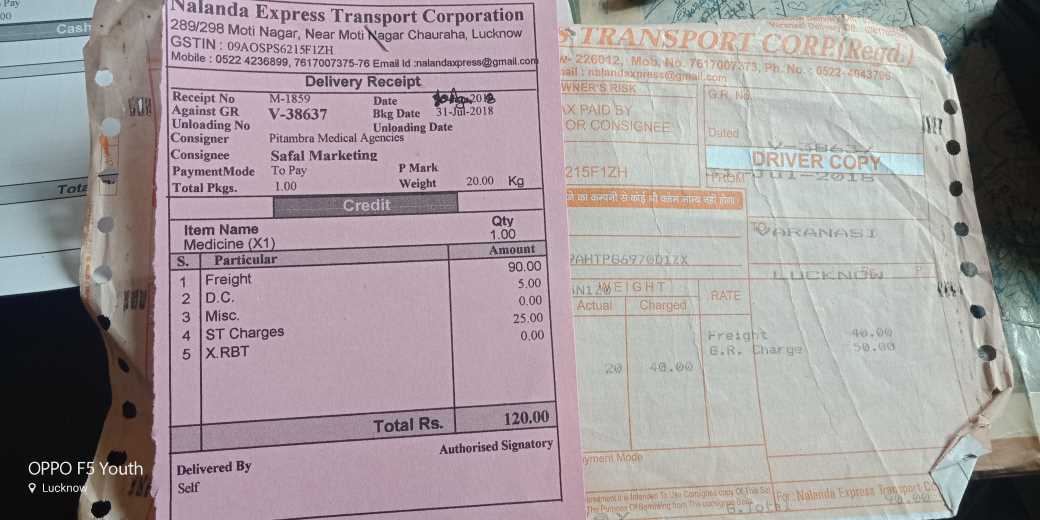 Pay
00
Cash
Tota
Nalanda Express Transport Corporation
289/298 Moti Nagar, Near Moti Nagar Chauraha, Lucknow
GSTIN : 09AOSPS6215F1ZH
Mobile : 0522 4236899, 7617007375-76 Email Id :nalandaxpress@gmail.com
Delivery Receipt
Receipt No M-1859 Date 2018
Against GR V-38637 Bkg Date 31-Jul-2018
Unloading No Unloading Date
Consigner Pitambra Medical Agencies
Consignee Safal Marketing
PaymentMode To Pay P Mark
Total Pkgs. 1.00 Weight 20.00 Kg
Credit
Item Name Qty
Medicine (X1) 1.00
S. Particular Amount
1 Freight 90.00
2 D.C. 5.00
3 Misc. 0.00
4 ST Charges 25.00
5 X.RBT 0.00
Total Rs. 120.00
Authorised Signatory
Delivered By
Self
TRANSPORT CORP.(Regd.)
226012, Mob. No. 7617007373, Ph. No. : 0522-4043706
ail : nalandaxpress@gmail.com
WNER'S RISK G.R. No.
AX PAID BY
OR CONSIGNEE Dated
V-38637
DRIVER COPY
215F1ZH FROM JUl-2018
TO VARANASI
AHTPG6970D1ZX
LUCKNOW
WEIGHT RATE
Actual Charged
Freight 40.00
G.R. Charge 50.00
20 40.00
yment Mode
For : Nalanda Express Transport Co
G.Total 90.00
OPPO F5 Youth
Lucknow